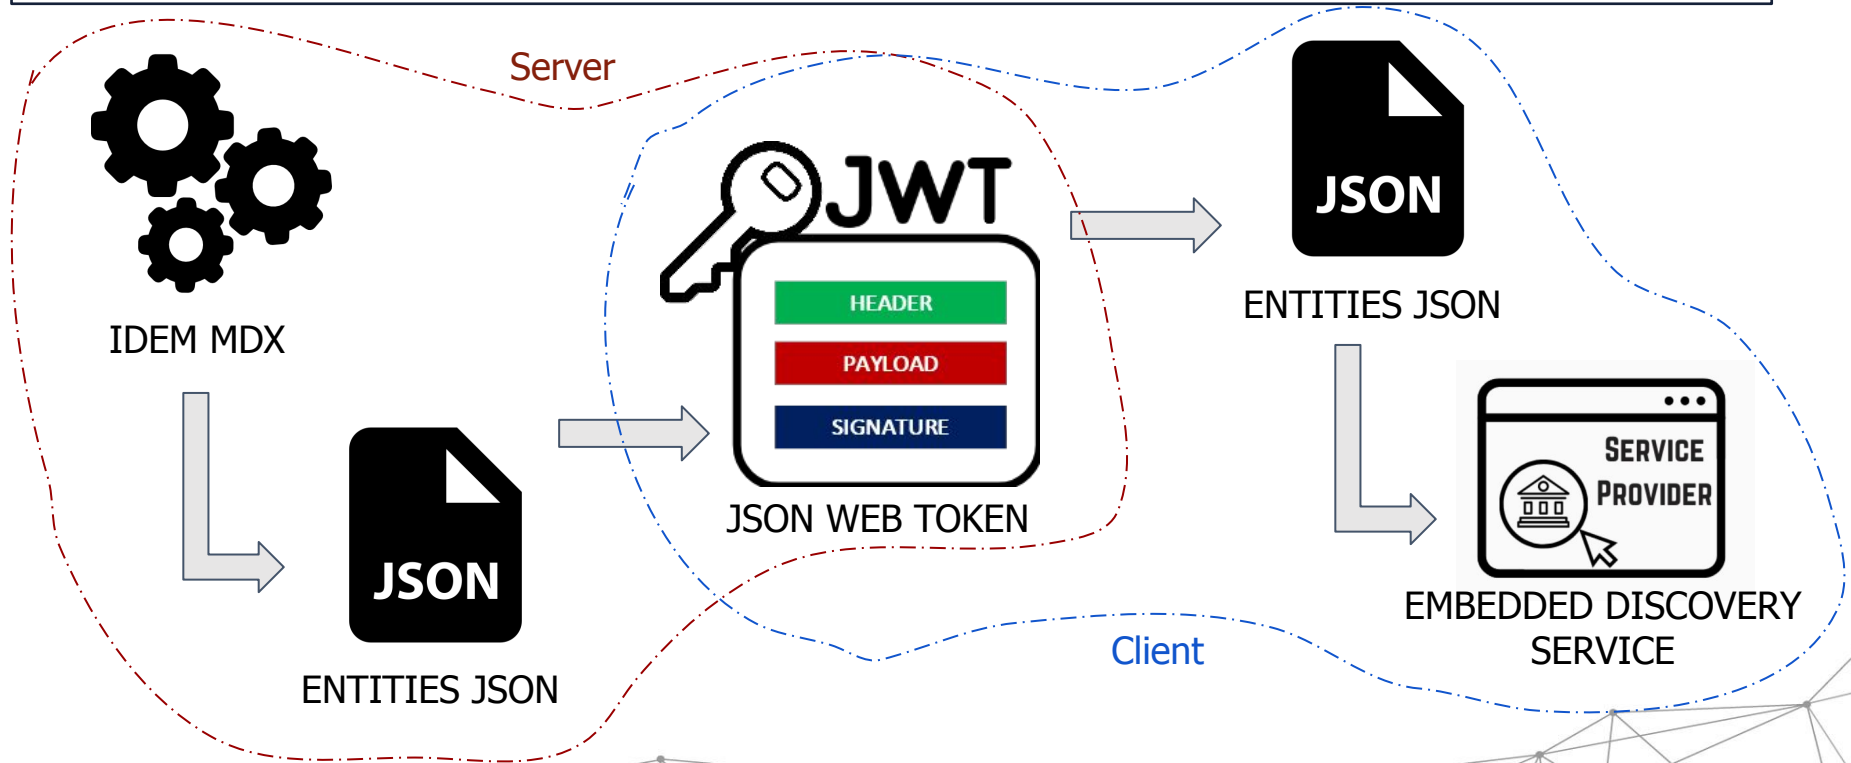 Server
IDEM MDX
JSON
ENTITIES JSON
JWT
HEADER
PAYLOAD
SIGNATURE
JSON WEB TOKEN
JSON
ENTITIES JSON
SERVICE
PROVIDER
EMBEDDED DISCOVERY
SERVICE
Client